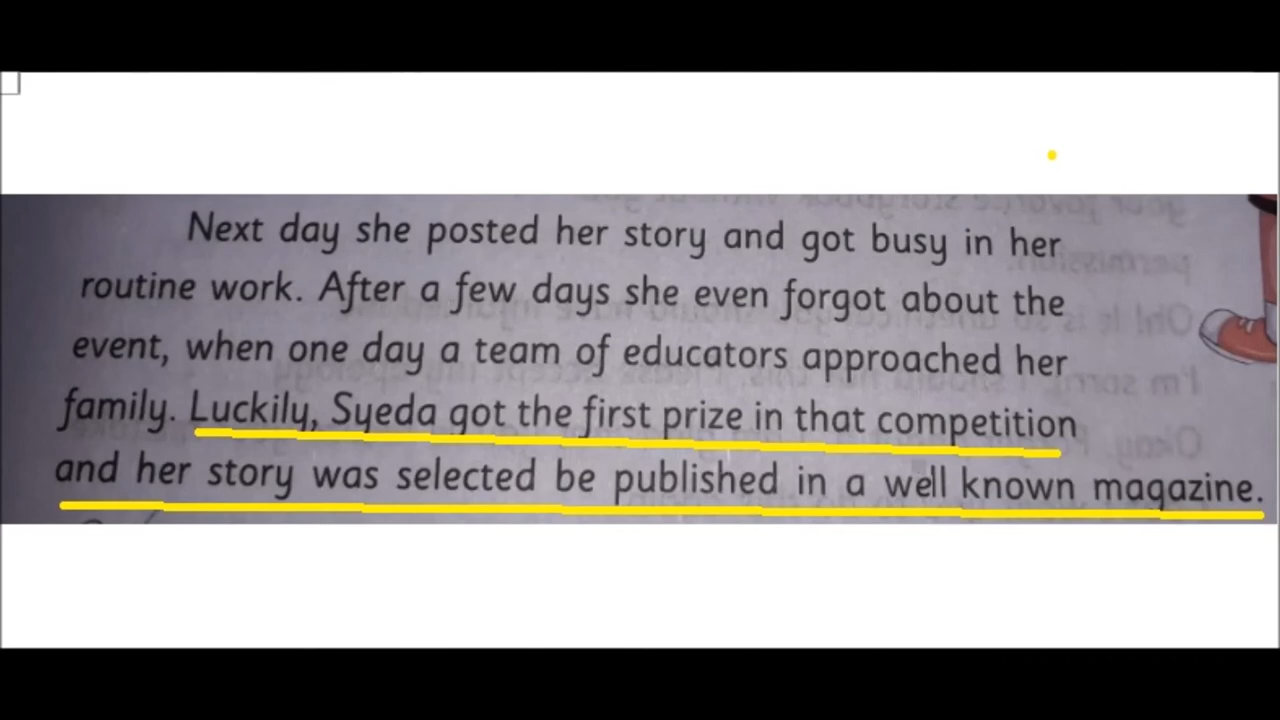 Next day she posted her story and got busy in her
routine work. After a few days she even forgot about the
event, when one day a team of educators approached her
family. Luckily, Syeda got the first prize in that competition
and her story was selected be published in a well known magazine.